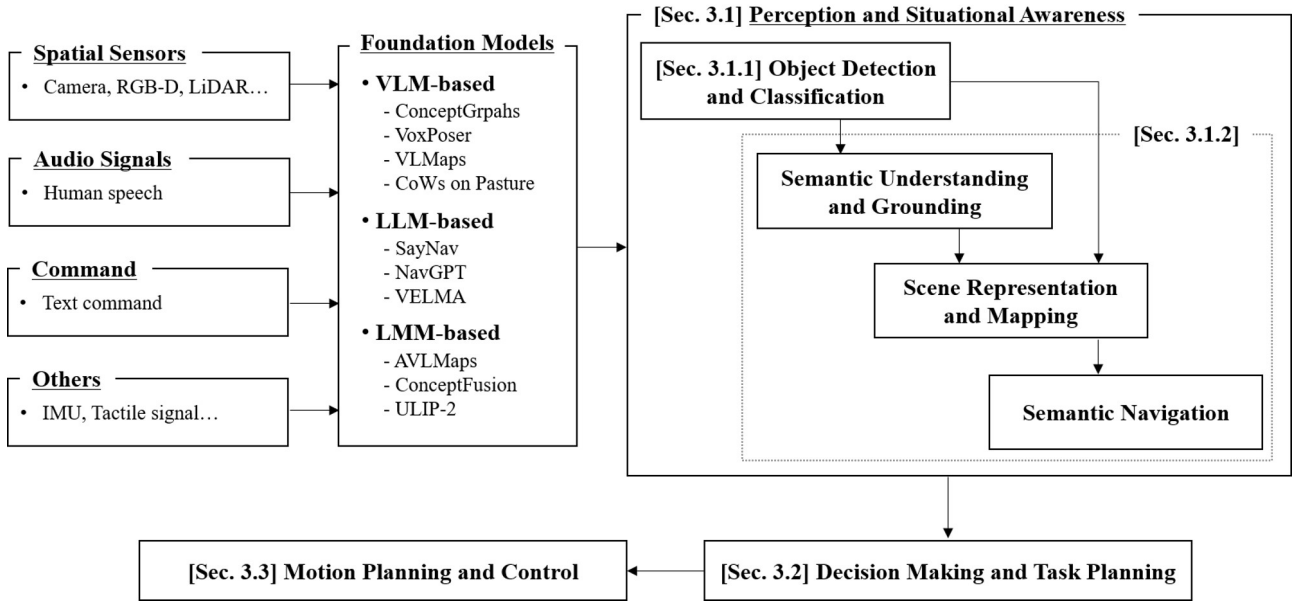 Spatial Sensors
• Camera, RGB-D, LiDAR…
Audio Signals
• Human speech
Command
• Text command
Others
• IMU, Tactile signal…
Foundation Models
• VLM-based
- ConceptGrpahs
- VoxPoser
- VLMaps
- CoWs on Pasture
• LLM-based
- SayNav
- NavGPT
- VELMA
• LMM-based
- AVLMaps
- ConceptFusion
- ULIP-2
[Sec. 3.1] Perception and Situational Awareness
[Sec. 3.1.1] Object Detection
and Classification
[Sec. 3.1.2]
Semantic Understanding
and Grounding
Scene Representation
and Mapping
Semantic Navigation
[Sec. 3.3] Motion Planning and Control
[Sec. 3.2] Decision Making and Task Planning